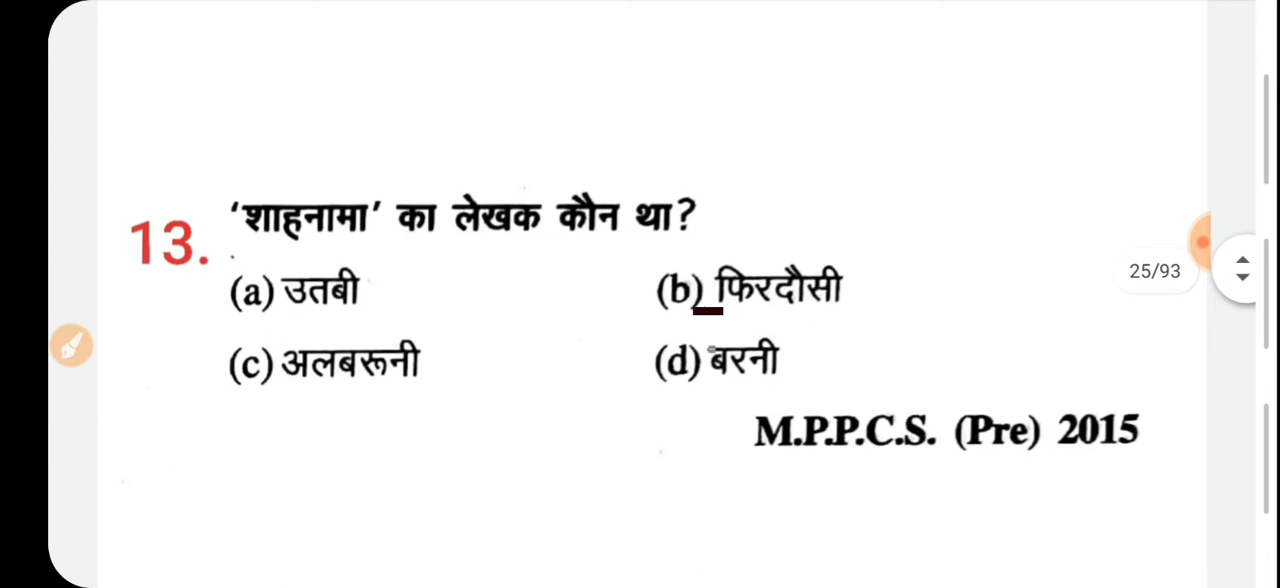 13. 'शाहनामा' का लेखक कौन था?
(a) उतबी (b) फिरदौसी
(c) अलबरूनी (d) बरनी
M.P.P.C.S. (Pre) 2015
25/93